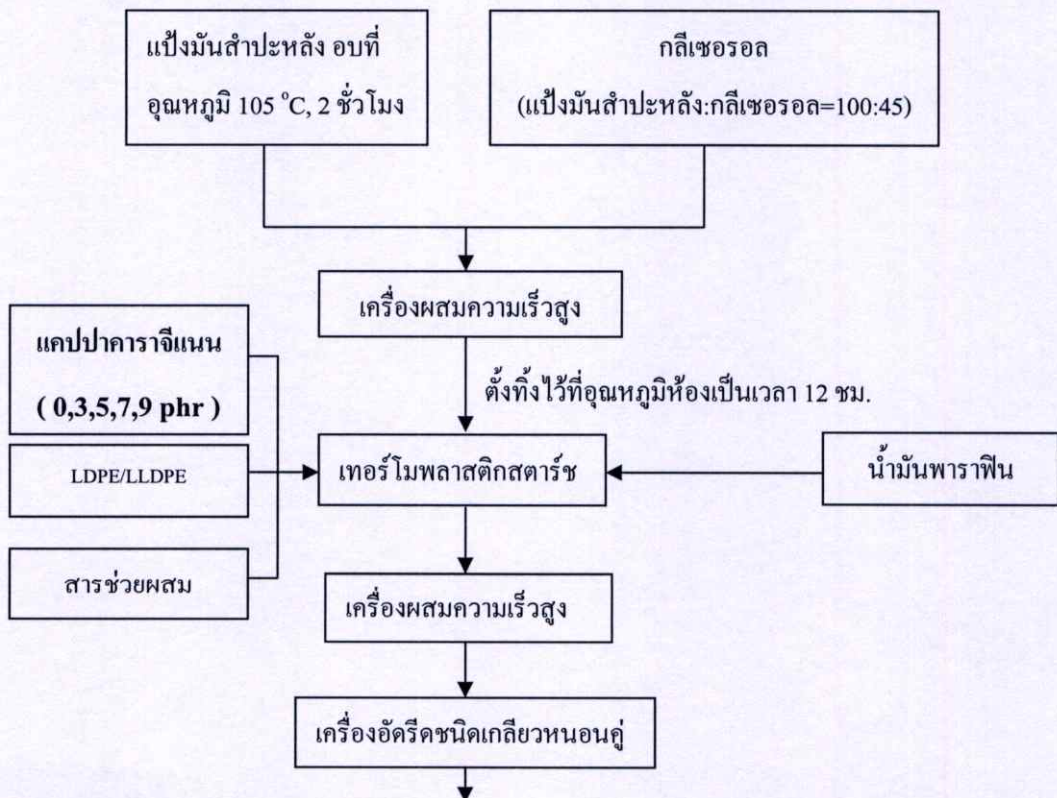 แป้งมันสำปะหลัง อบที่
อุณหภูมิ 105 °C, 2 ชั่วโมง
กลีเซอรอล
(แป้งมันสำปะหลัง:กลีเซอรอล=100:45)
เครื่องผสมความเร็วสูง
แคปปาคาราจีแนน
( 0,3,5,7,9 phr )
ตั้งทิ้งไว้ที่อุณหภูมิห้องเป็นเวลา 12 ชม.
LDPE/LLDPE
เทอร์โมพลาสติกสตาร์ช
น้ำมันพาราฟิน
สารช่วยผสม
เครื่องผสมความเร็วสูง
เครื่องอัดรีดชนิดเกลียวหนอนคู่